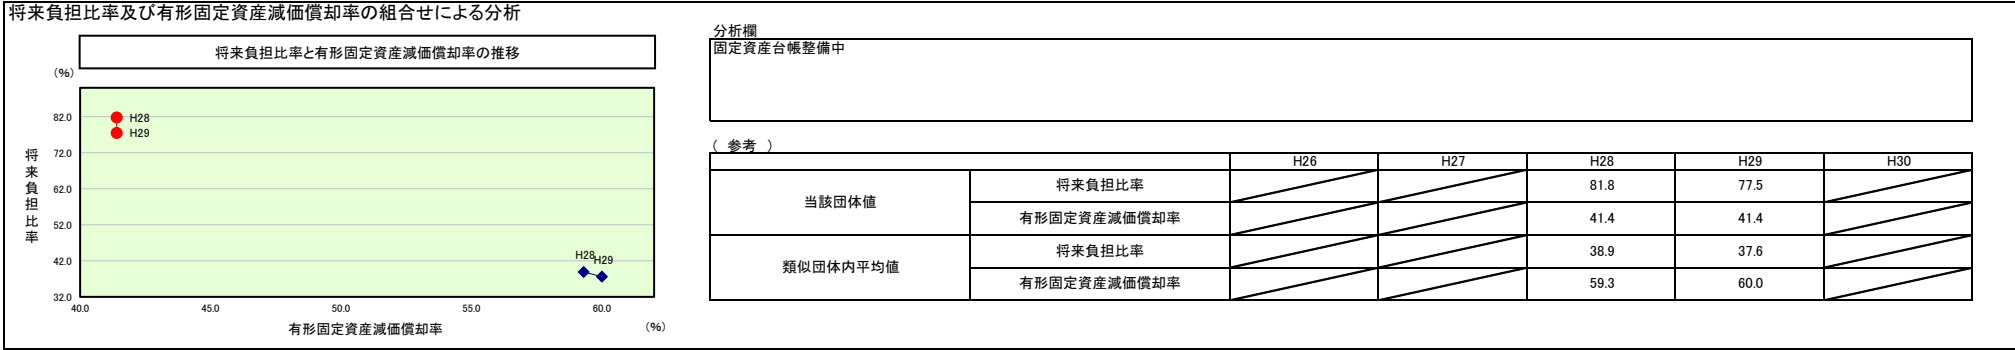 将来負担比率及び有形固定資産減価償却率の組合せによる分析
将来負担比率と有形固定資産減価償却率の推移
(%)
将来負担比率
82.0
72.0
62.0
52.0
42.0
32.0
H28
H29
H28
H29
40.0 45.0 50.0 55.0 60.0
有形固定資産減価償却率
(%)
分析欄
固定資産台帳整備中
( 参考 )
H26 H27 H28 H29 H30
当該団体値
将来負担比率 81.8 77.5
有形固定資産減価償却率 41.4 41.4
類似団体内平均値
将来負担比率 38.9 37.6
有形固定資産減価償却率 59.3 60.0